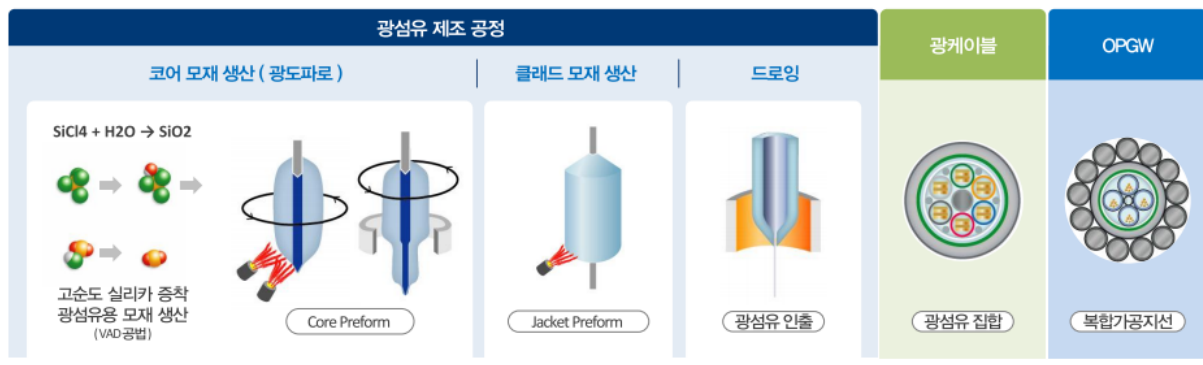 광섬유 제조 공정
광케이블
OPGW
코어 모재 생산 ( 광도파로 )
클래드 모재 생산
드로잉
SiCl4 + H2O → SiO2
고순도 실리카 증착
광섬유용 모재 생산
(VAD공법)
Core Preform
Jacket Preform
광섬유 인출
광섬유 집합
복합가공지선